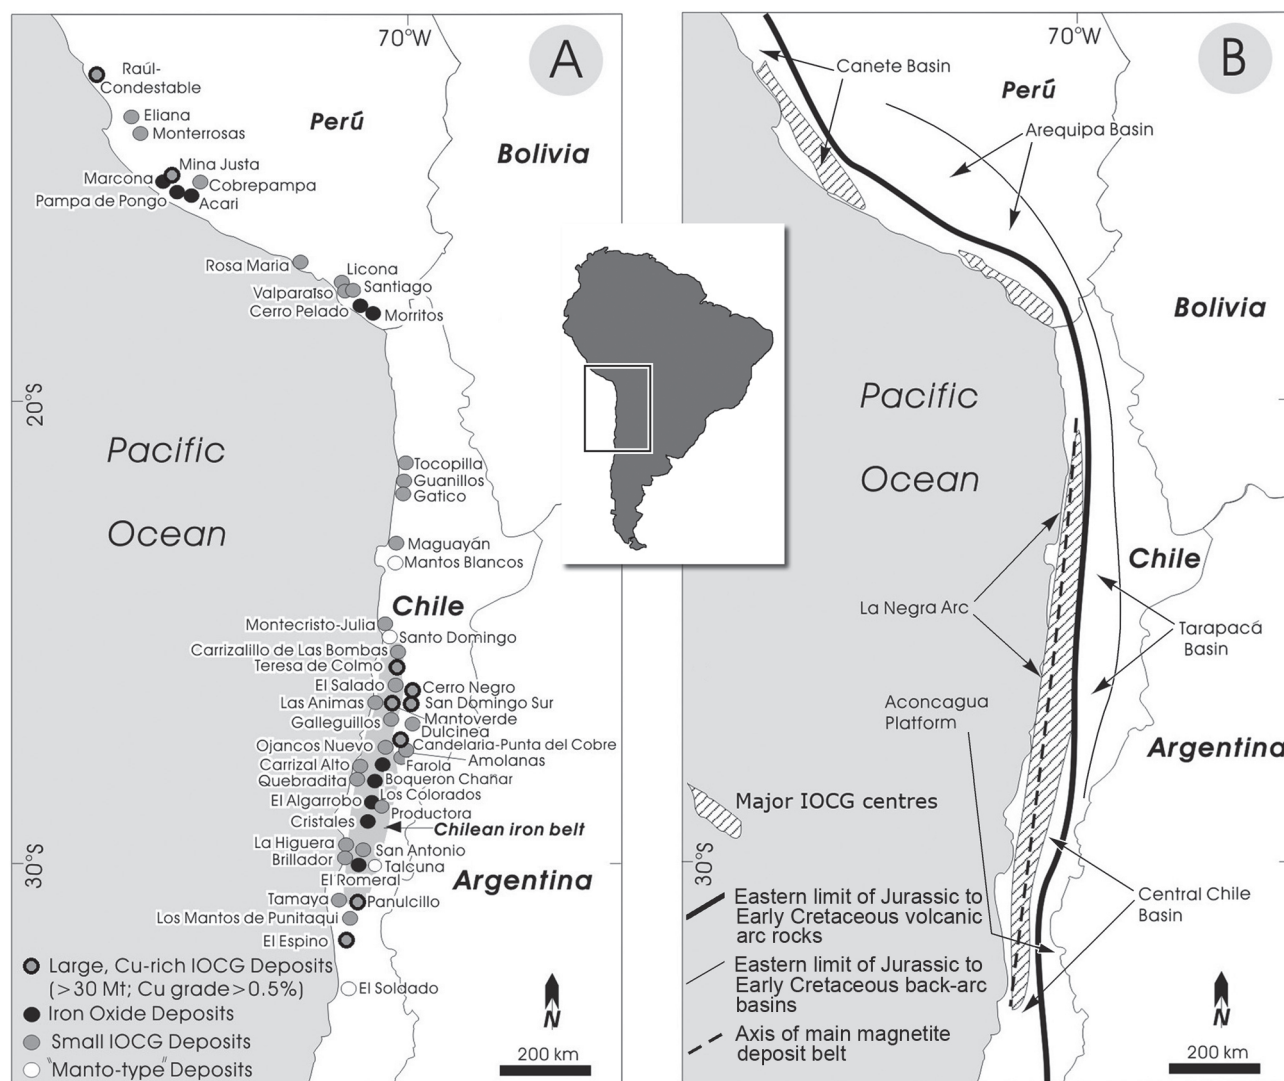 70°W
A
Raúl-
Condestable
Eliana
Monterrosas
Perú
Bolivia
Mina Justa
Marcona
Cobrepampa
Pampa de Pongo
Acari
Rosa Maria
Licona
Santiago
Valparaíso
Cerro Pelado
Morritos
20°S
Pacific
Ocean
Tocopilla
Guanillos
Gatico
Maguayán
Mantos Blancos
Chile
Montecristo-Julia
Santo Domingo
Carrizalillo de Las Bombas
Teresa de Colmo
El Salado
Cerro Negro
Las Animas
San Domingo Sur
Galleguillos
Mantoverde
Dulcinea
Ojancos Nuevo
Candelaria-Punta del Cobre
Amolanas
Carrizal Alto
Farola
Quebradita
Boqueron Chañar
El Algarrobo
Los Colorados
Productora
Cristales
Chilean iron belt
La Higuera
San Antonio
Brillador
Talcuna
30°S
El Romeral
Argentina
Tamaya
Panulcillo
Los Mantos de Punitaqui
El Espino
El Soldado
Large, Cu-rich IOCG Deposits
(>30 Mt; Cu grade>0.5%)
Iron Oxide Deposits
Small IOCG Deposits
"Manto-type" Deposits
N
200 km
70°W
B
Canete Basin
Perú
Arequipa Basin
Bolivia
Pacific
Ocean
Chile
La Negra Arc
Tarapacá
Basin
Aconcagua
Platform
Argentina
Major IOCG centres
30°S
Central Chile
Basin
Eastern limit of Jurassic to
Early Cretaceous volcanic
arc rocks
Eastern limit of Jurassic to
Early Cretaceous back-arc
basins
Axis of main magnetite
deposit belt
N
200 km